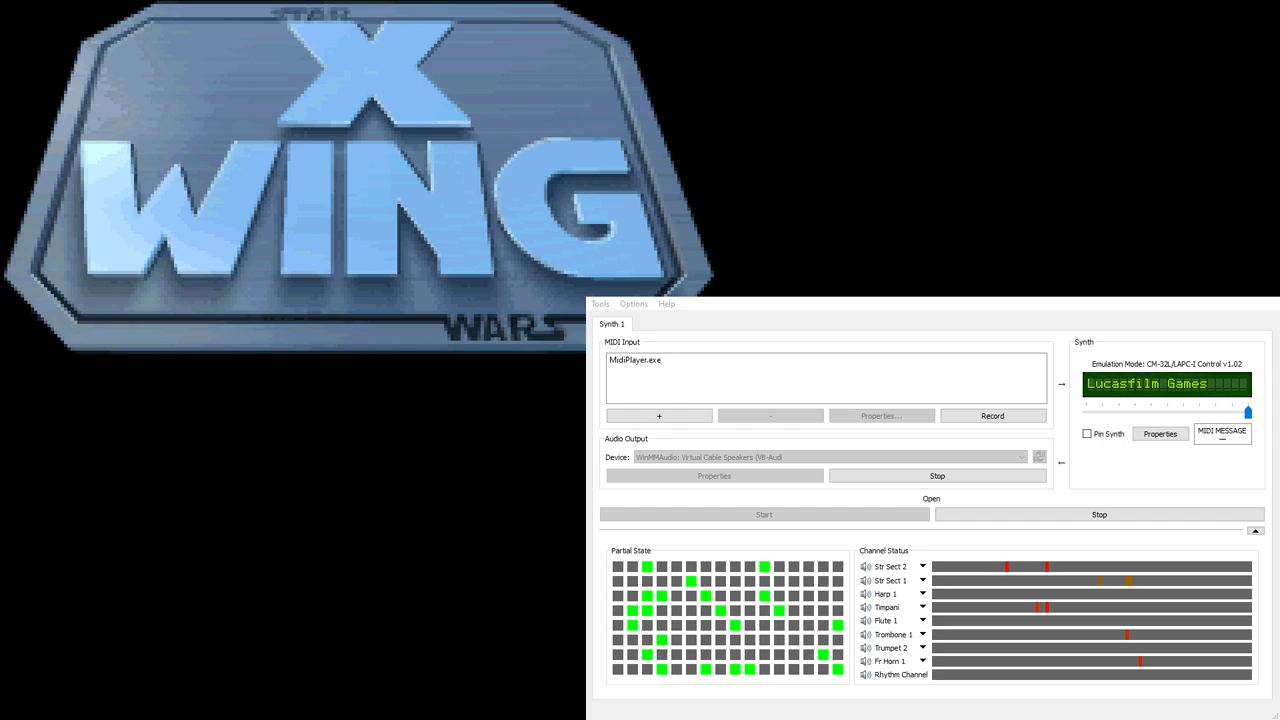 STAR
X
WING
WARS
Tools Options Help
Synth 1
MIDI Input
MidiPlayer.exe
+ - Properties... Record
Audio Output
Device: WinMMAudio: Virtual Cable Speakers (VB-Audi
Properties Stop
Synth
Emulation Mode: CM-32L/LAPC-I Control v1.02
Lucasfilm Games
Pin Synth Properties MIDI MESSAGE
Open
Start Stop
Partial State
Channel Status
Str Sect 2
Str Sect 1
Harp 1
Timpani
Flute 1
Trombone 1
Trumpet 2
Fr Horn 1
Rhythm Channel